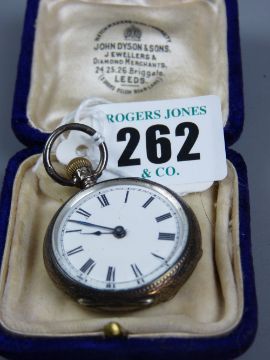 JOHN DYSON & SONS,
JEWELLERS &
DIAMOND MERCHANTS,
24.25.26. Briggate,
LEEDS.
ROGERS JONES
262
& CO.